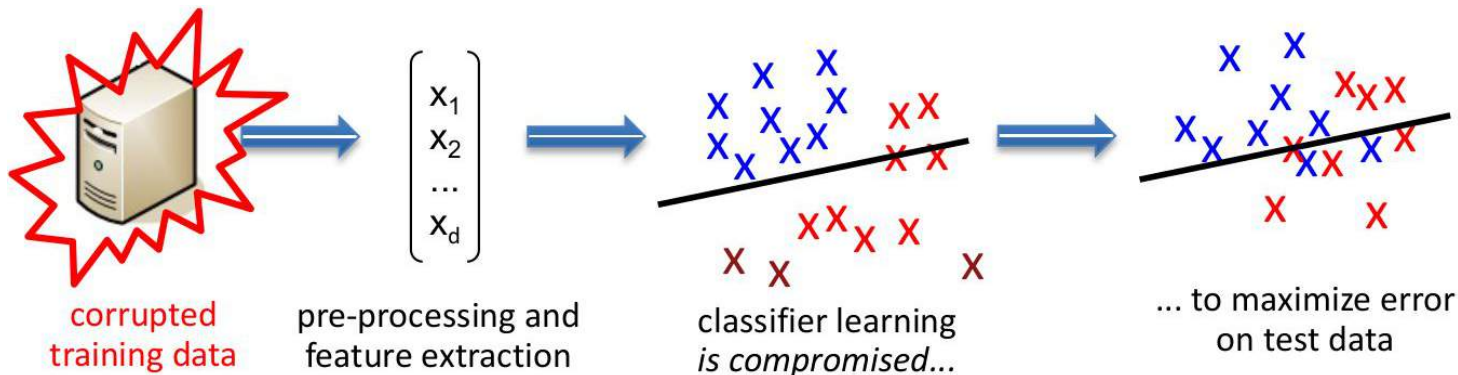 corrupted
training data
x₁
x₂
...
x_d
pre-processing and
feature extraction
X X X X X X X X X X X X X
X X X X X X X
classifier learning
is compromised...
X X X X X X X X X X X X X X X X X
... to maximize error
on test data